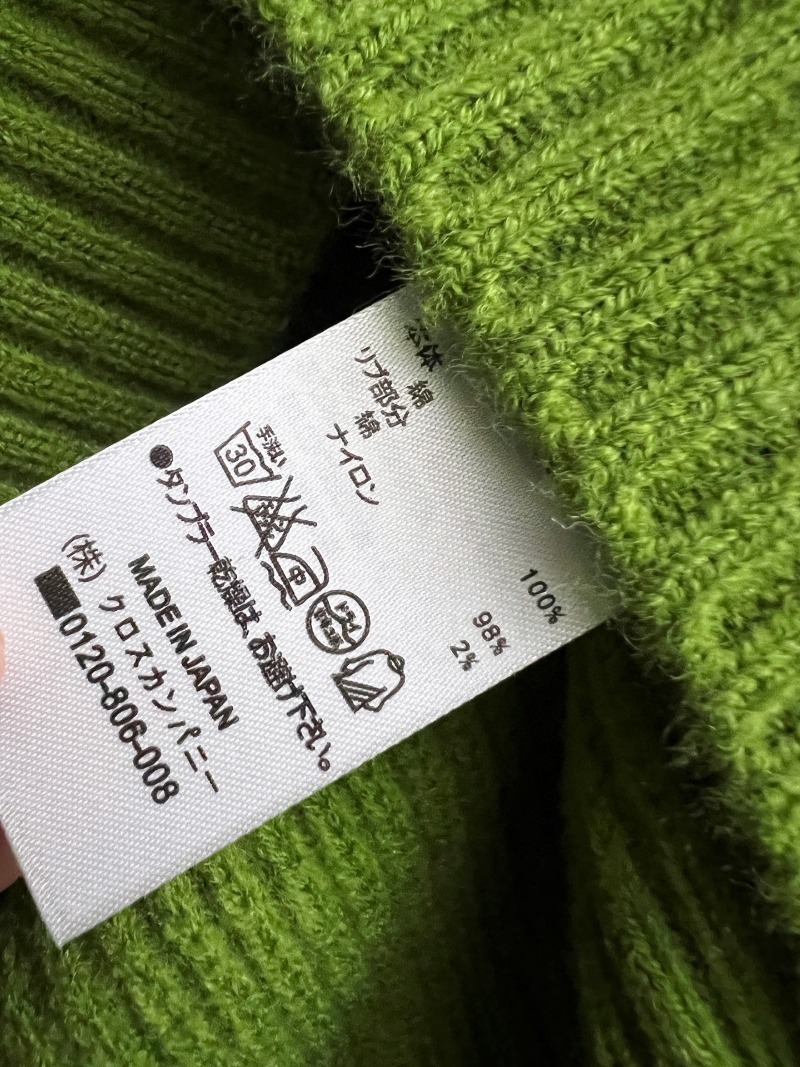 綿 100%
リブ部分
綿 98%
ナイロン 2%
手洗い
30
中
ドライ
●タンブラー乾燥は、お避け下さい。
MADE IN JAPAN
(株) クロスカンパニー
■0120-806-008